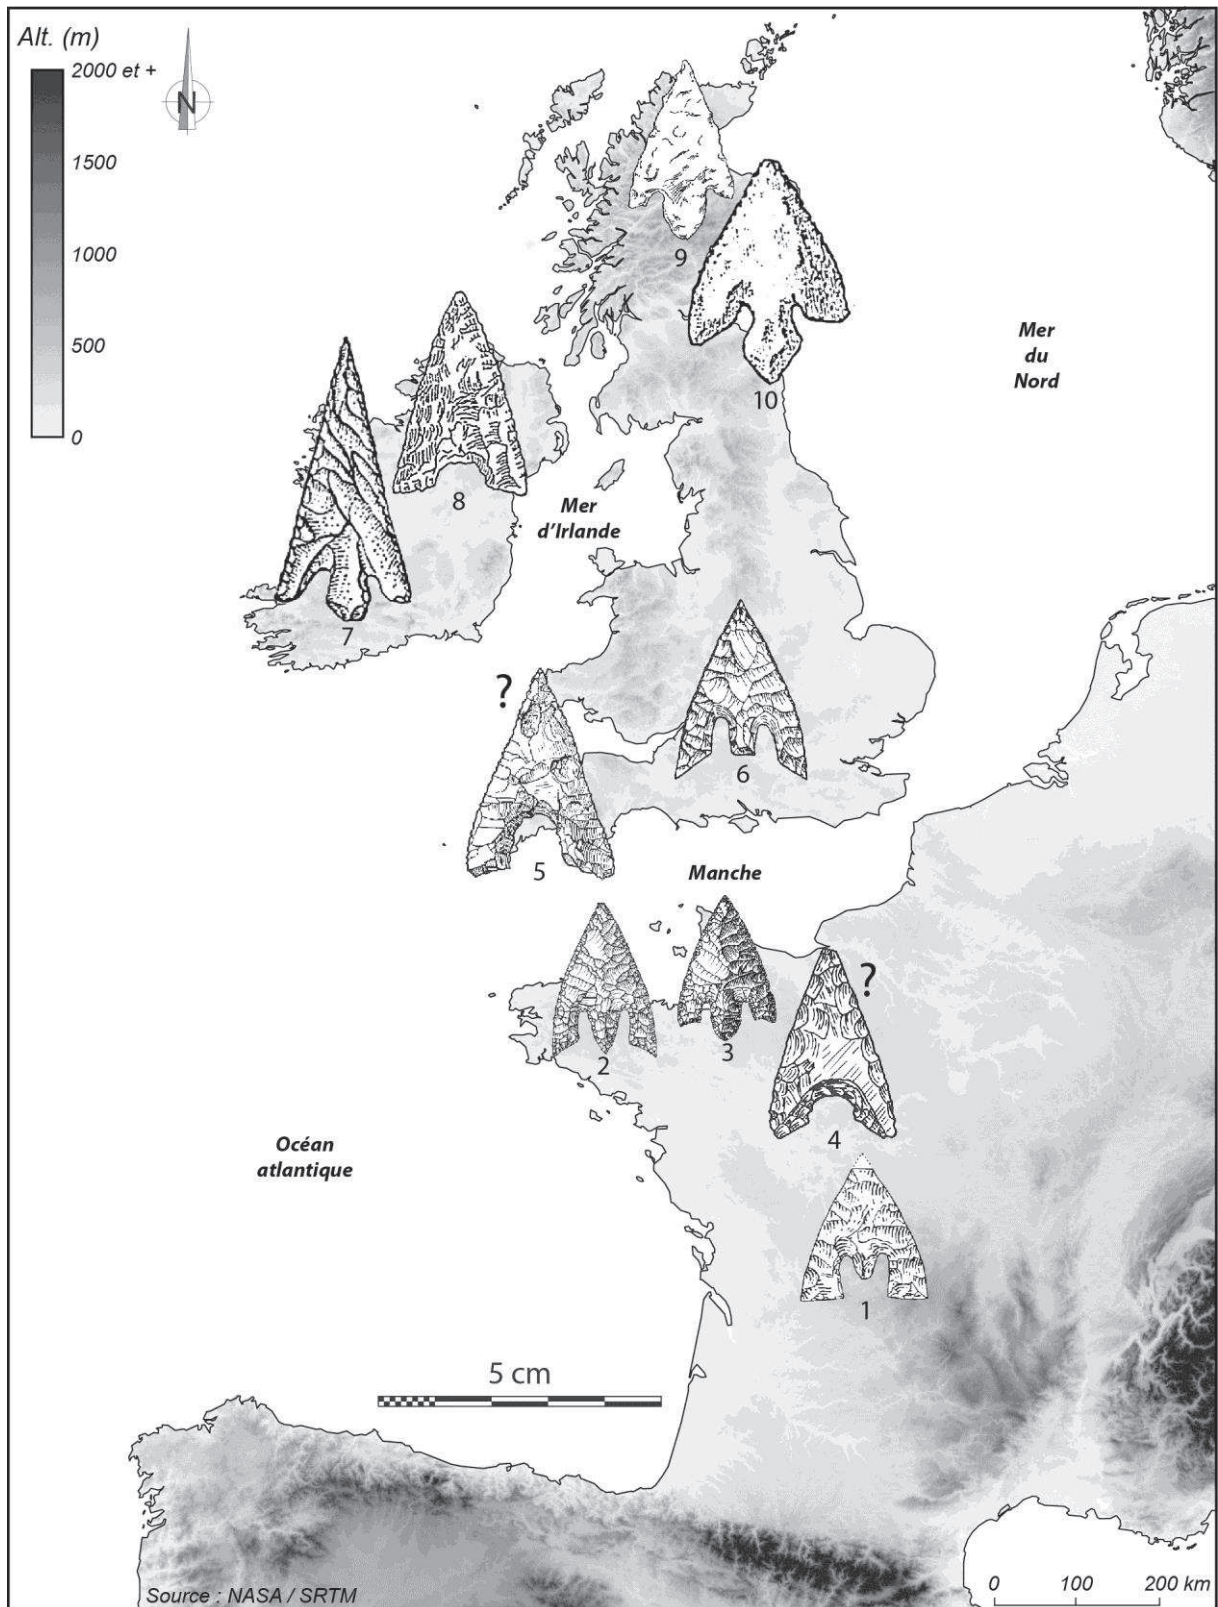 Alt. (m)
2000 et +
1500
1000
500
0
N
9
10
Mer
du
Nord
8
7
Mer
d'Irlande
?
6
5
Manche
?
2
3
4
Océan
atlantique
1
5 cm
Source : NASA / SRTM
0 100 200 km